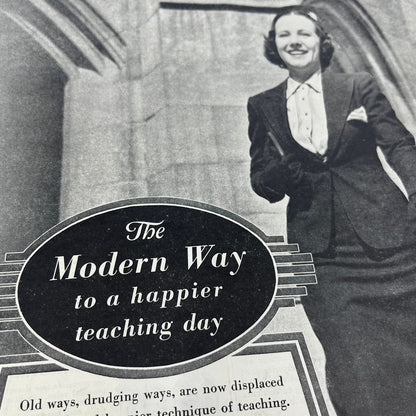 The
Modern Way
to a happier
teaching day
Old ways, drudging ways, are now displaced
technique of teaching.